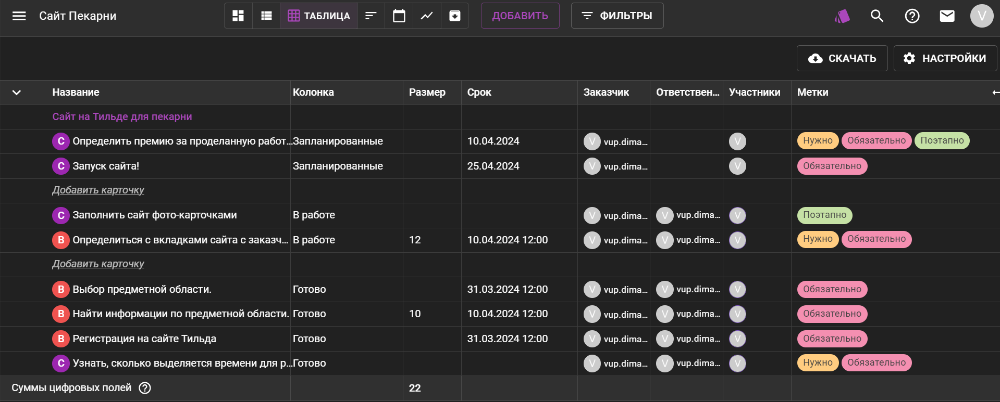 Сайт Пекарни ТАБЛИЦА ДОБАВИТЬ ФИЛЬТРЫ V
СКАЧАТЬ НАСТРОЙКИ
Название Колонка Размер Срок Заказчик Ответствен... Участники Метки
Сайт на Тильде для пекарни
С Определить премию за проделанную работ... Запланированные 10.04.2024 V vup.dima... V Нужно Обязательно Поэтапно
С Запуск сайта! Запланированные 25.04.2024 V vup.dima... V Обязательно
Добавить карточку
С Заполнить сайт фото-карточками В работе V vup.dima... V vup.dima... V Поэтапно
В Определиться с вкладками сайта с заказч... В работе 12 10.04.2024 12:00 V vup.dima... V vup.dima... V Нужно Обязательно
Добавить карточку
В Выбор предметной области. Готово 31.03.2024 12:00 V vup.dima... V vup.dima... V Обязательно
В Найти информации по предметной области. Готово 10 10.04.2024 12:00 V vup.dima... V vup.dima... V Обязательно
В Регистрация на сайте Тильда Готово 31.03.2024 12:00 V vup.dima... V vup.dima... V Обязательно
С Узнать, сколько выделяется времени для р... Готово V vup.dima... V vup.dima... V Нужно Обязательно
Суммы цифровых полей ? 22